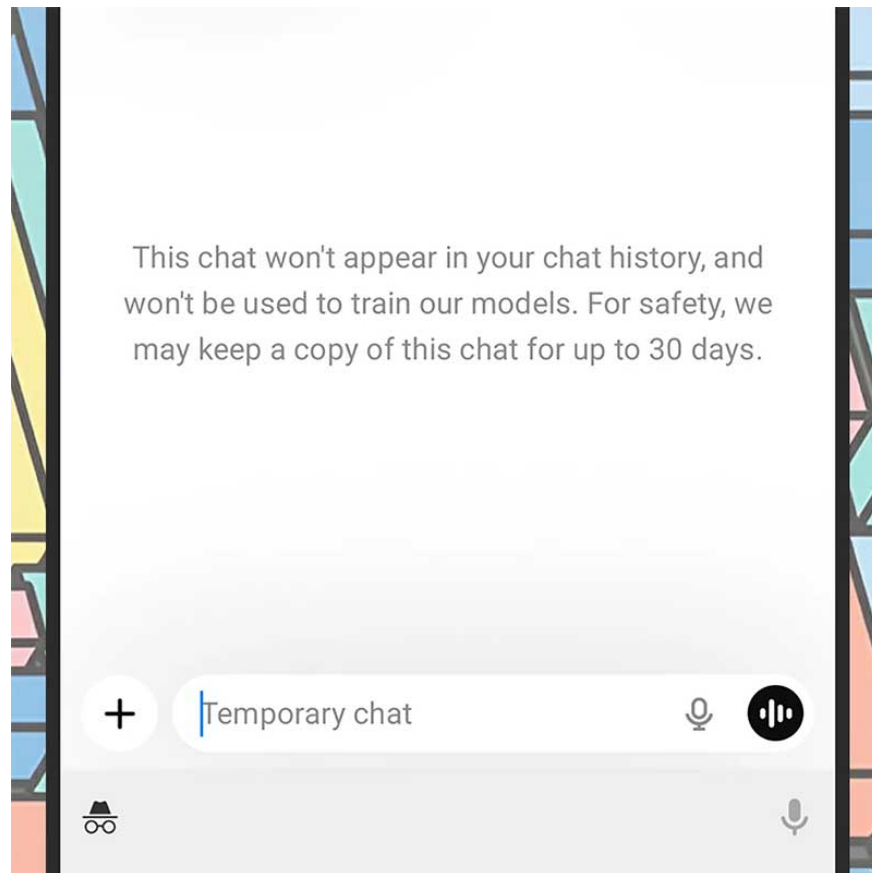 This chat won't appear in your chat history, and
won't be used to train our models. For safety, we
may keep a copy of this chat for up to 30 days.
Temporary chat